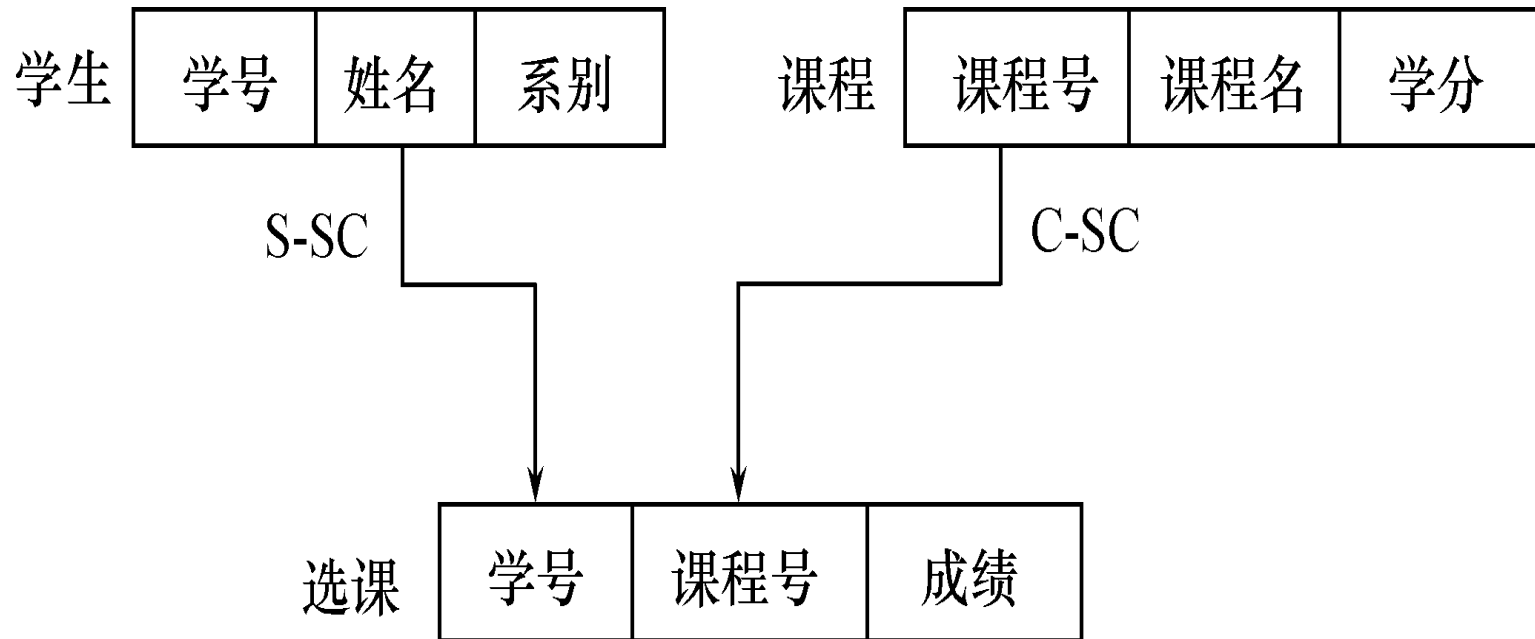 学生 学号 姓名 系别 课程 课程号 课程名 学分
S-SC C-SC
选课 学号 课程号 成绩